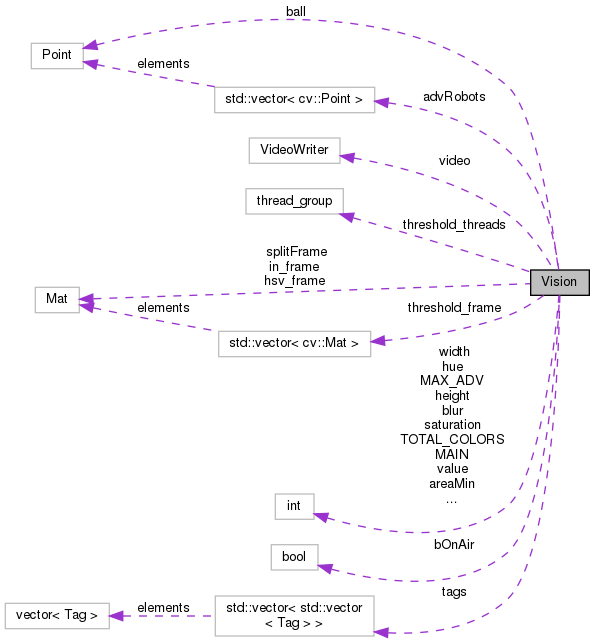 ball
Point
elements
std::vector< cv::Point >
advRobots
VideoWriter
video
thread_group
threshold_threads
splitFrame
in_frame
hsv_frame
Vision
Mat
elements
threshold_frame
std::vector< cv::Mat >
width
hue
MAX_ADV
height
blur
saturation
TOTAL_COLORS
MAIN
value
areaMin
...
int
bOnAir
bool
tags
vector< Tag >
elements
std::vector< std::vector
< Tag > >